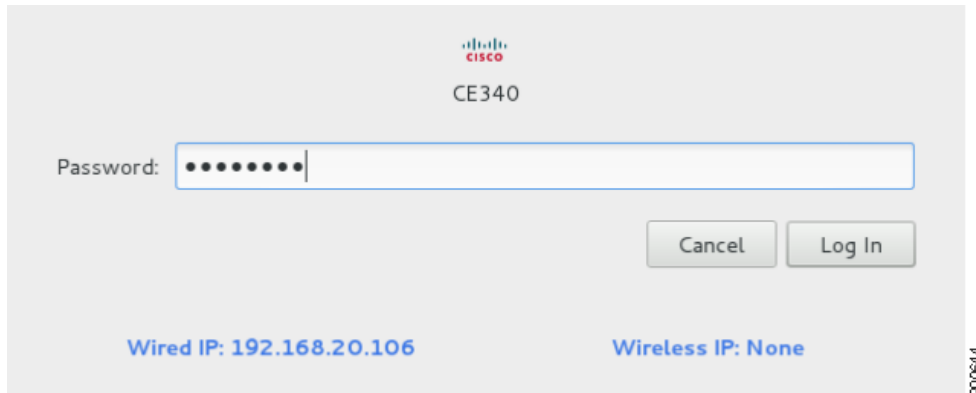 CISCO
CE340
Password: ••••••••
Cancel Log In
Wired IP: 192.168.20.106 Wireless IP: None